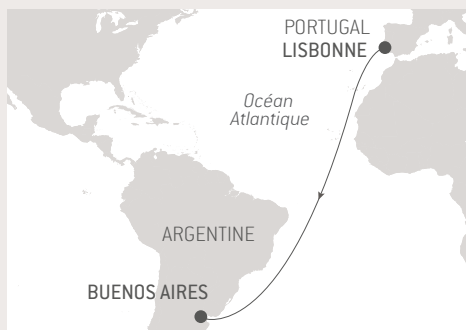 PORTUGAL
LISBONNE
Océan
Atlantique
ARGENTINE
BUENOS AIRES